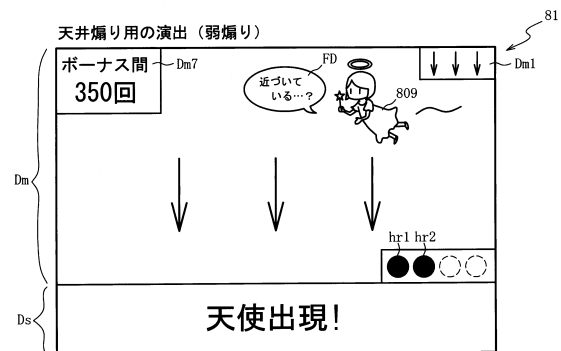 81
天井煽り用の演出（弱煽り）
ボーナス間
350回
Dm7
FD
近づいて
いる…？
809
Dm1
Dm
hr1 hr2
Ds
天使出現！